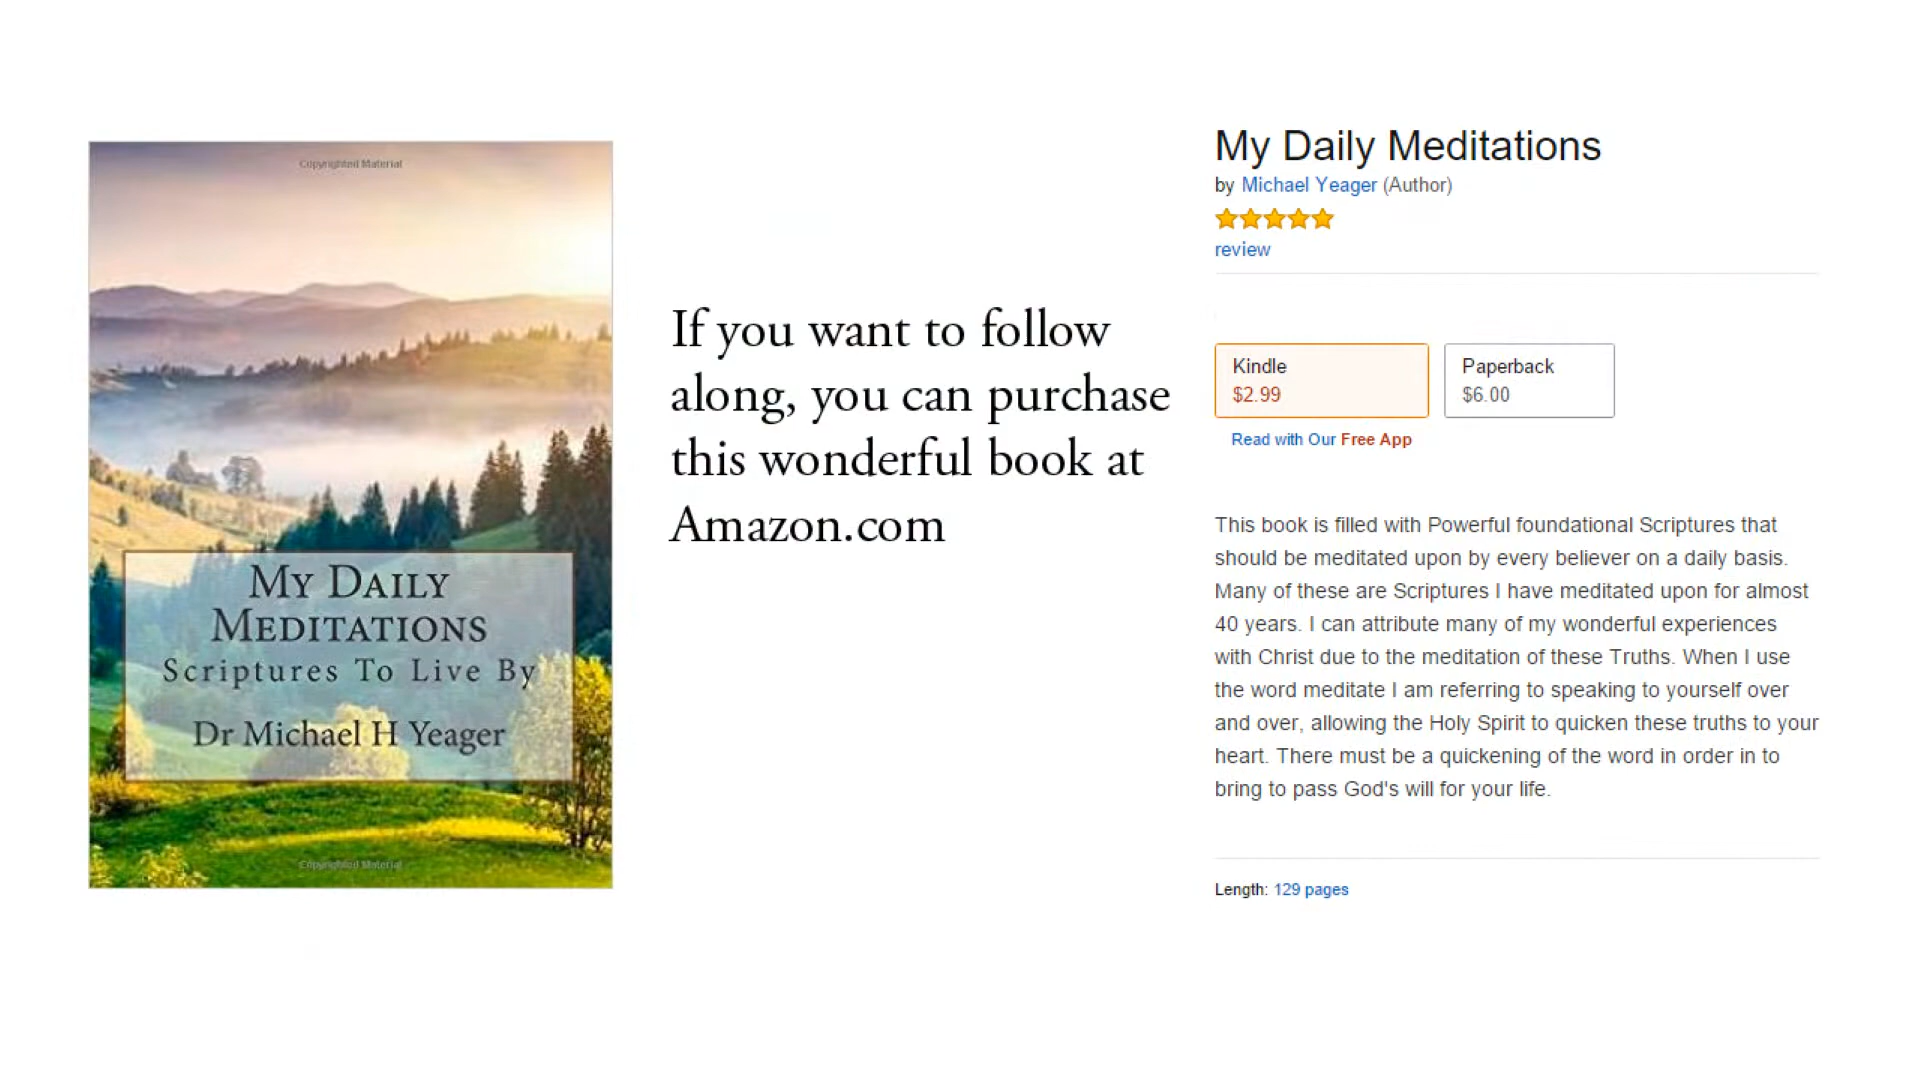 Copyrighted Material
My Daily
Meditations
Scriptures To Live By
Dr Michael H Yeager
Copyrighted Material
If you want to follow
along, you can purchase
this wonderful book at
Amazon.com
My Daily Meditations
by Michael Yeager (Author)
review
Kindle
$2.99
Paperback
$6.00
Read with Our Free App
This book is filled with Powerful foundational Scriptures that
should be meditated upon by every believer on a daily basis.
Many of these are Scriptures I have meditated upon for almost
40 years. I can attribute many of my wonderful experiences
with Christ due to the meditation of these Truths. When I use
the word meditate I am referring to speaking to yourself over
and over, allowing the Holy Spirit to quicken these truths to your
heart. There must be a quickening of the word in order in to
bring to pass God's will for your life.
Length: 129 pages